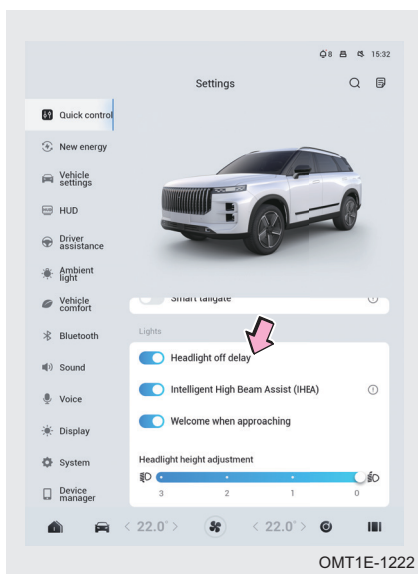 8 15:32
Settings
Quick control
New energy
Vehicle
settings
HUD
HUD
Driver
assistance
Ambient
light
Vehicle
comfort
Bluetooth
Sound
Voice
Display
System
Device
manager
Smart tailgate
Lights
Headlight off delay
Intelligent High Beam Assist (IHEA)
Welcome when approaching
Headlight height adjustment
3 2 1 0
< 22.0° > < 22.0° >
OMT1E-1222